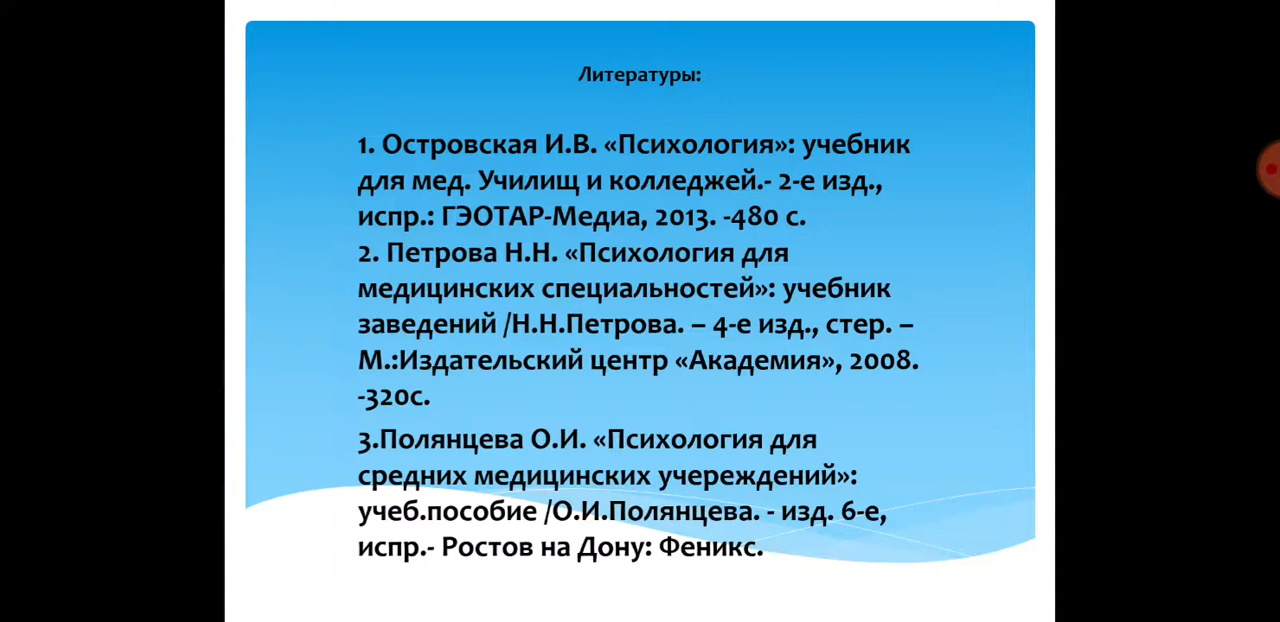 Литературы:
1. Островская И.В. «Психология»: учебник
для мед. Училищ и колледжей.- 2-е изд.,
испр.: ГЭОТАР-Медиа, 2013. -480 с.
2. Петрова Н.Н. «Психология для
медицинских специальностей»: учебник
заведений /Н.Н.Петрова. – 4-е изд., стер. –
М.:Издательский центр «Академия», 2008.
-320с.
3.Полянцева О.И. «Психология для
средних медицинских учереждений»:
учеб.пособие /О.И.Полянцева. - изд. 6-е,
испр.- Ростов на Дону: Феникс.